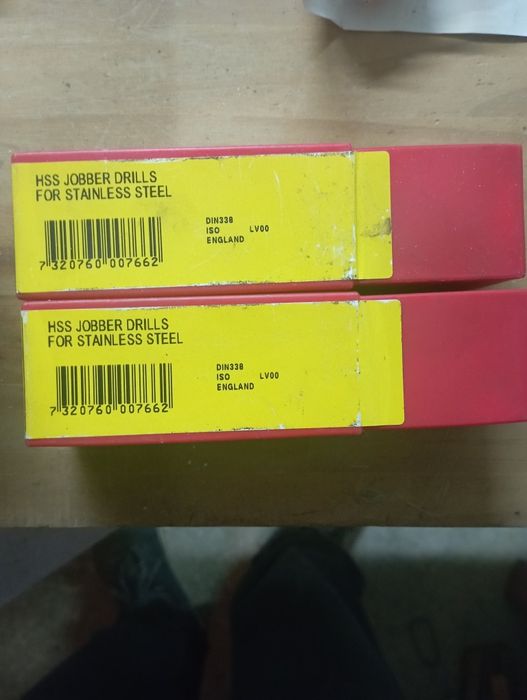 HSS JOBBER DRILLS
FOR STAINLESS STEEL
DIN338
ISO LV00
ENGLAND
7 320760 007662
HSS JOBBER DRILLS
FOR STAINLESS STEEL
DIN338
ISO LV00
ENGLAND
7 320760 007662